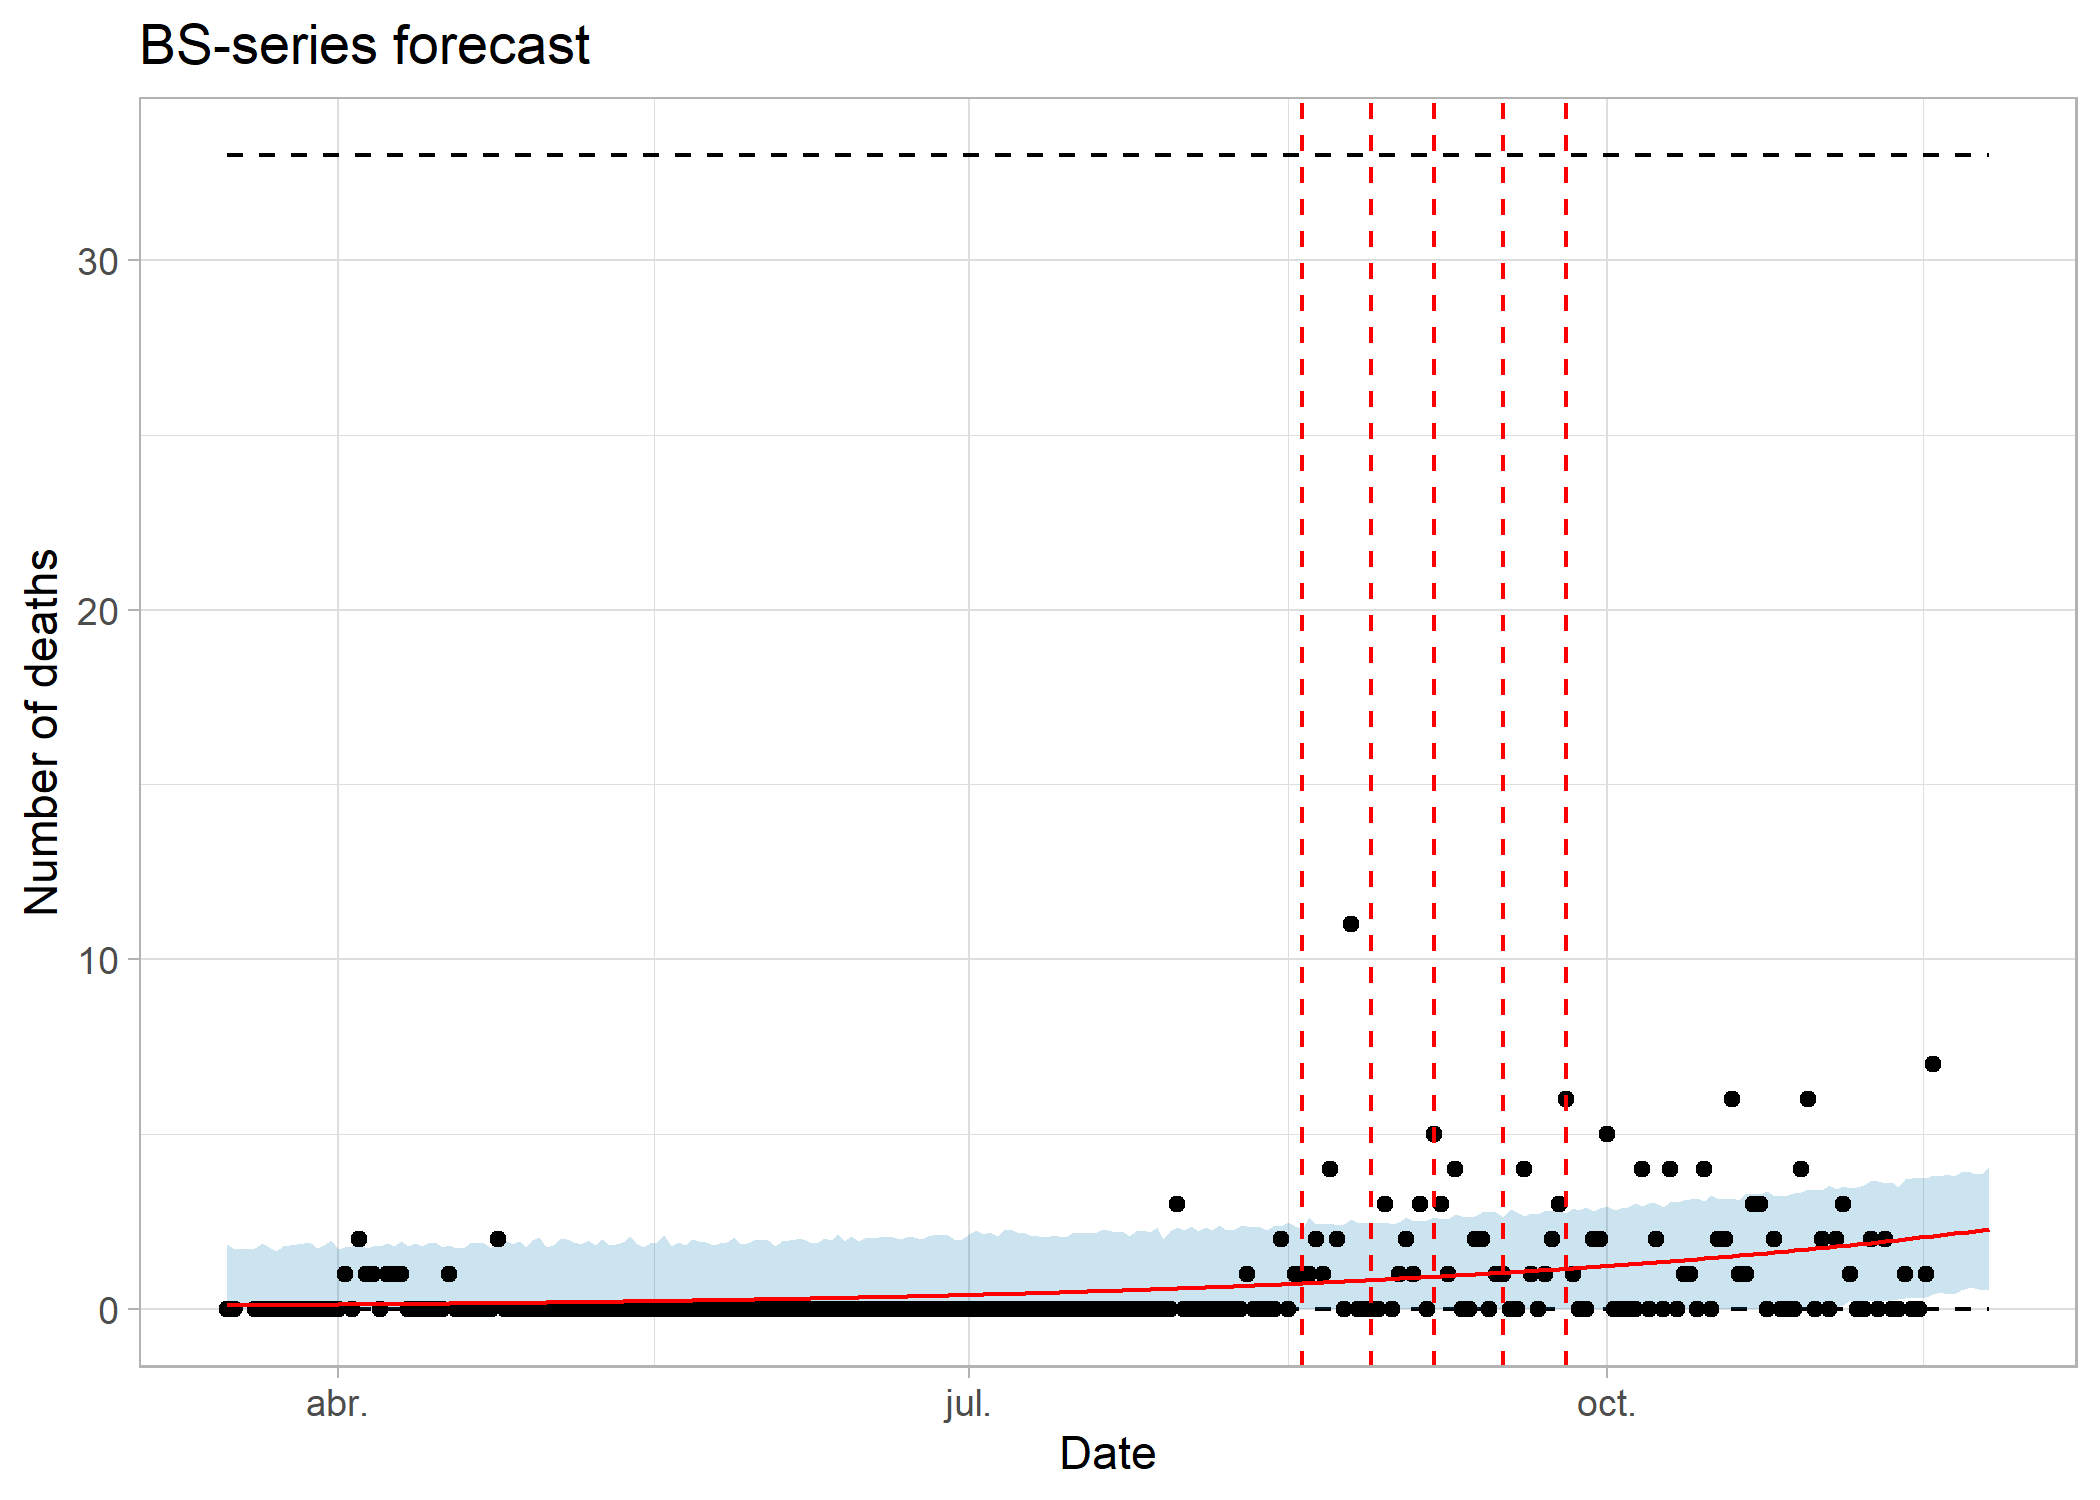 BS-series forecast
Number of deaths
30
20
10
0
abr.
jul.
oct.
Date